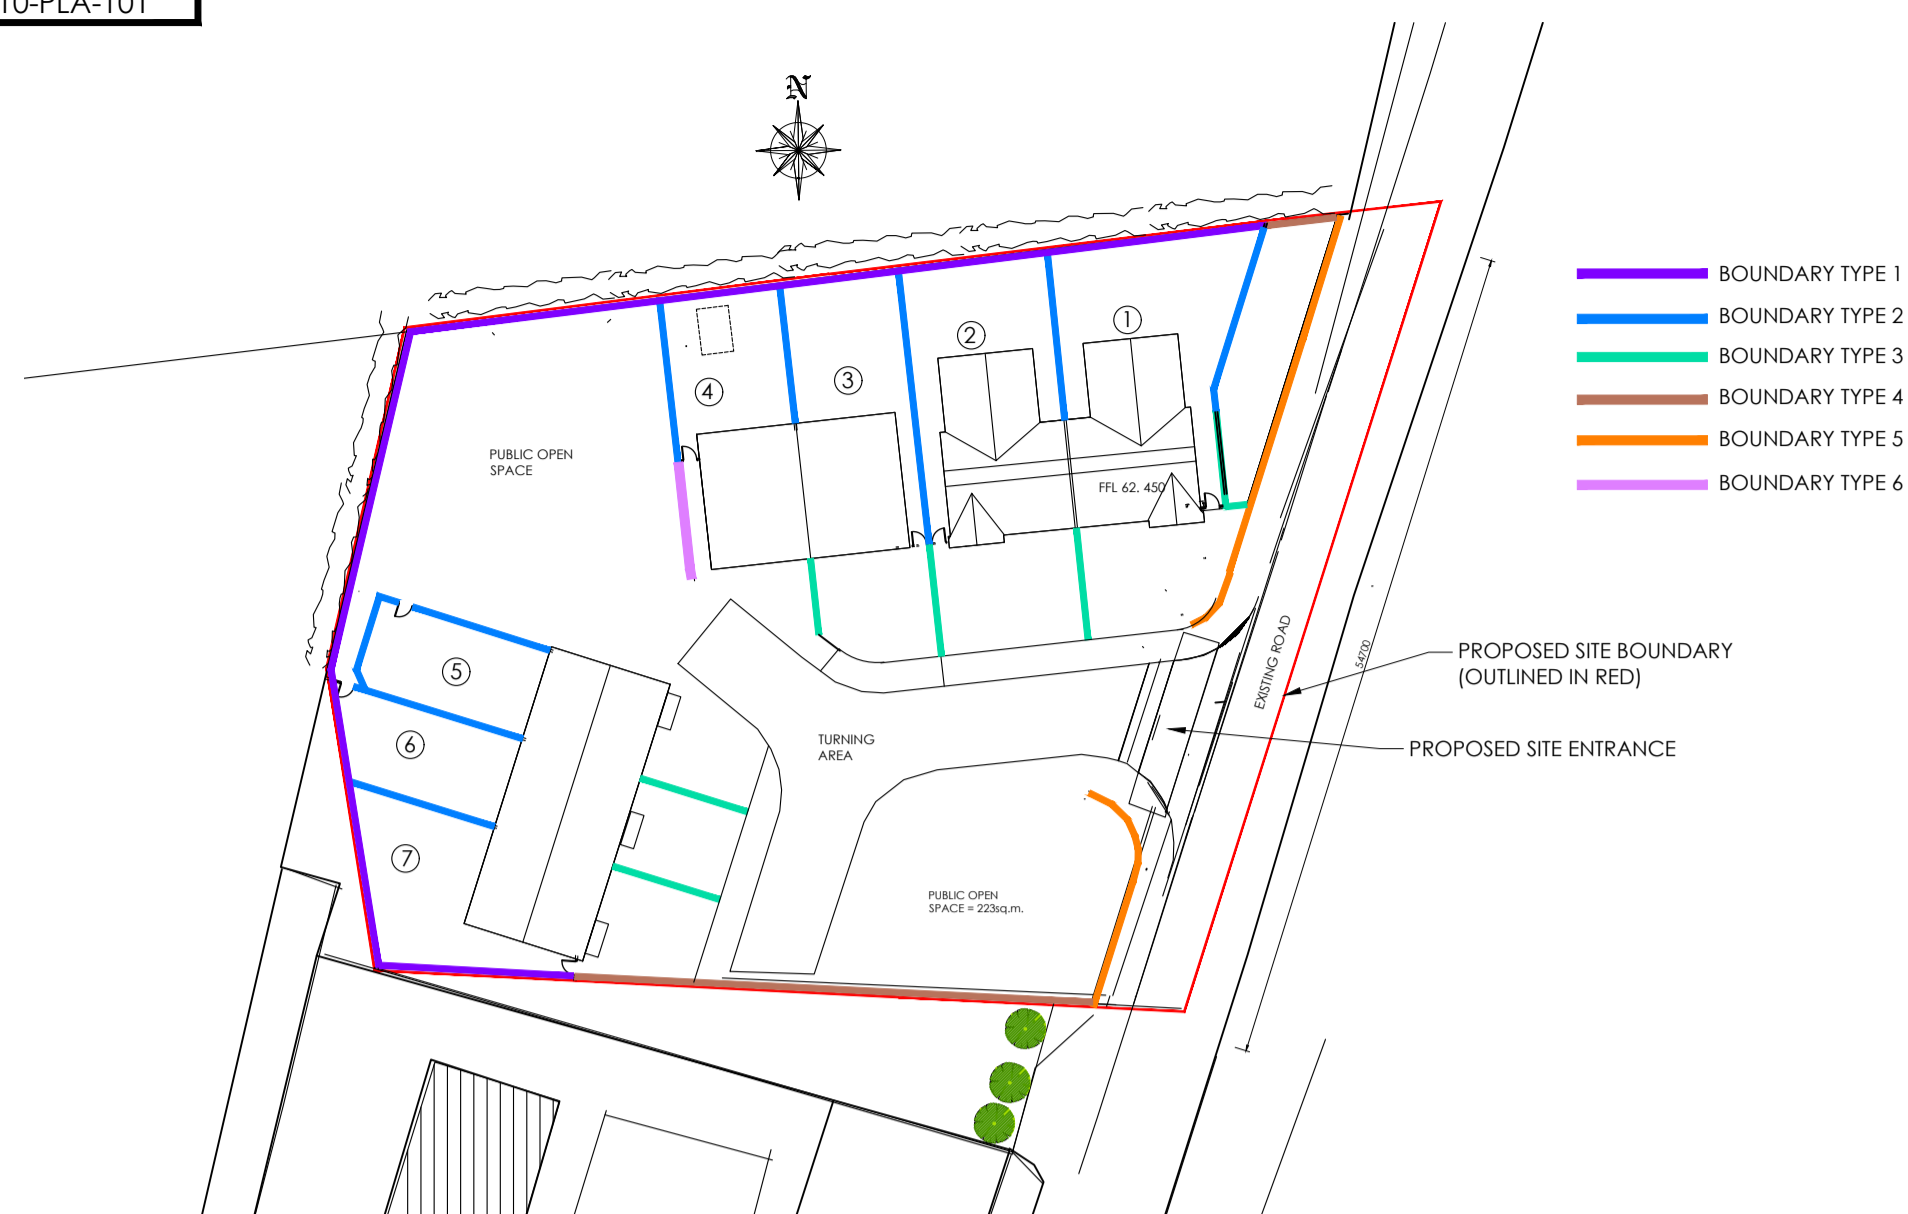 10-PLA-101
N
BOUNDARY TYPE 1
BOUNDARY TYPE 2
BOUNDARY TYPE 3
BOUNDARY TYPE 4
BOUNDARY TYPE 5
BOUNDARY TYPE 6
1
2
3
4
PUBLIC OPEN
SPACE
FFL 62. 450
5
6
7
TURNING
AREA
EXISTING ROAD
54700
PROPOSED SITE BOUNDARY
(OUTLINED IN RED)
PROPOSED SITE ENTRANCE
PUBLIC OPEN
SPACE = 223sq.m.